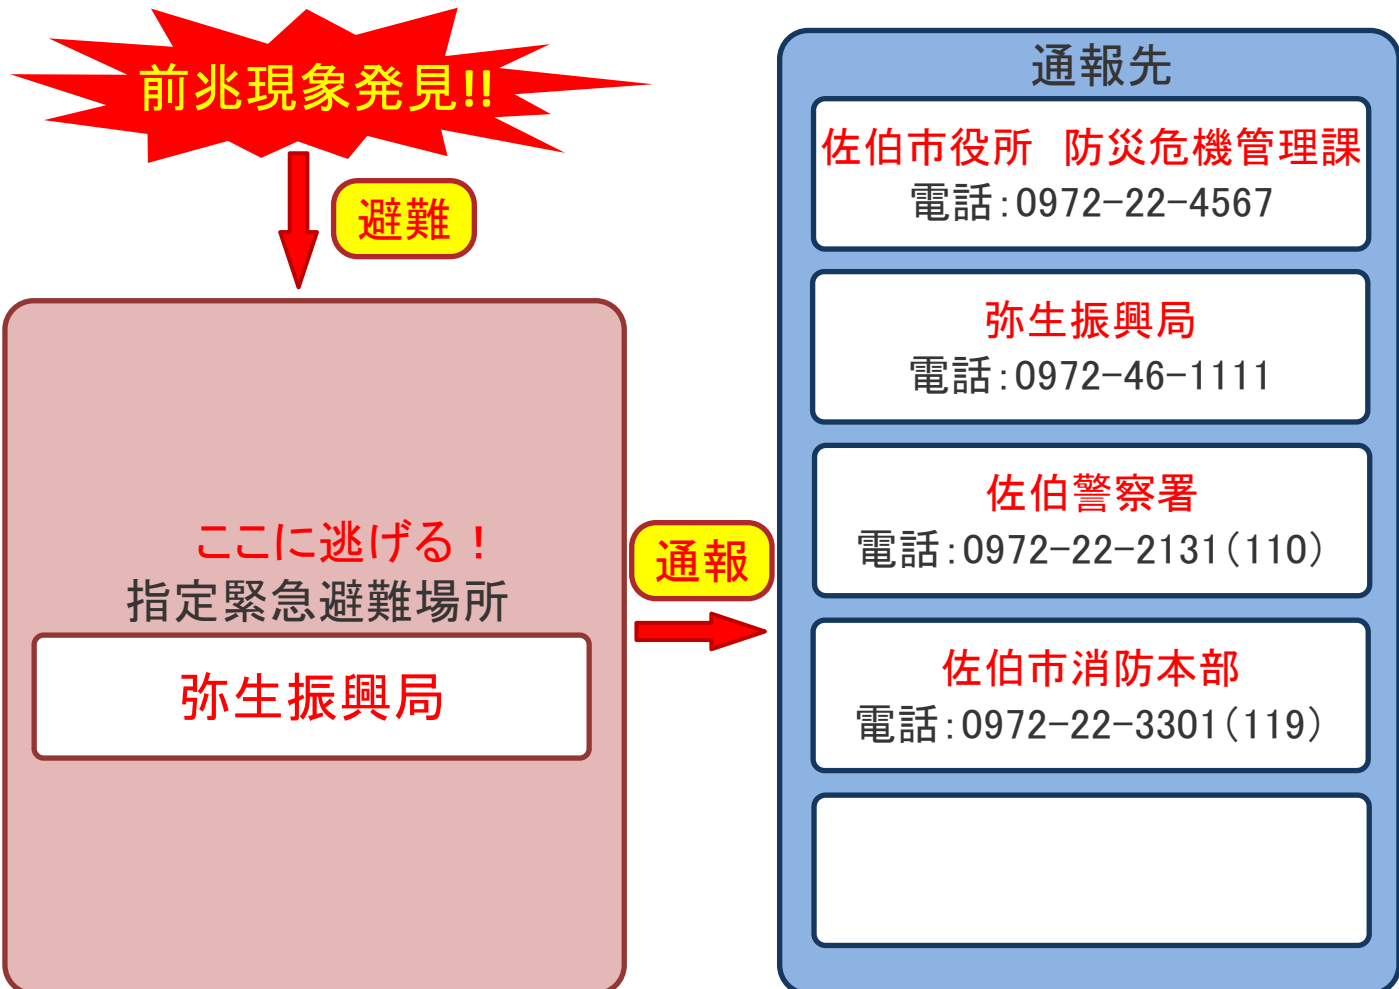 前兆現象発見!!
避難
ここに逃げる！
指定緊急避難場所
弥生振興局
通報
通報先
佐伯市役所　防災危機管理課
電話：0972-22-4567
弥生振興局
電話：0972-46-1111
佐伯警察署
電話：0972-22-2131（110）
佐伯市消防本部
電話：0972-22-3301（119）